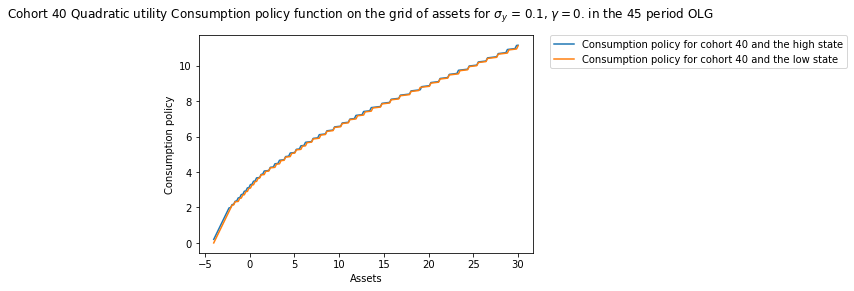 Cohort 40 Quadratic utility Consumption policy function on the grid of assets for $\sigma_y$ = 0.1, $\gamma = 0$. in the 45 period OLG
Consumption policy for cohort 40 and the high state
Consumption policy for cohort 40 and the low state
Consumption policy
10
8
6
4
2
0
−5 0 5 10 15 20 25 30
Assets